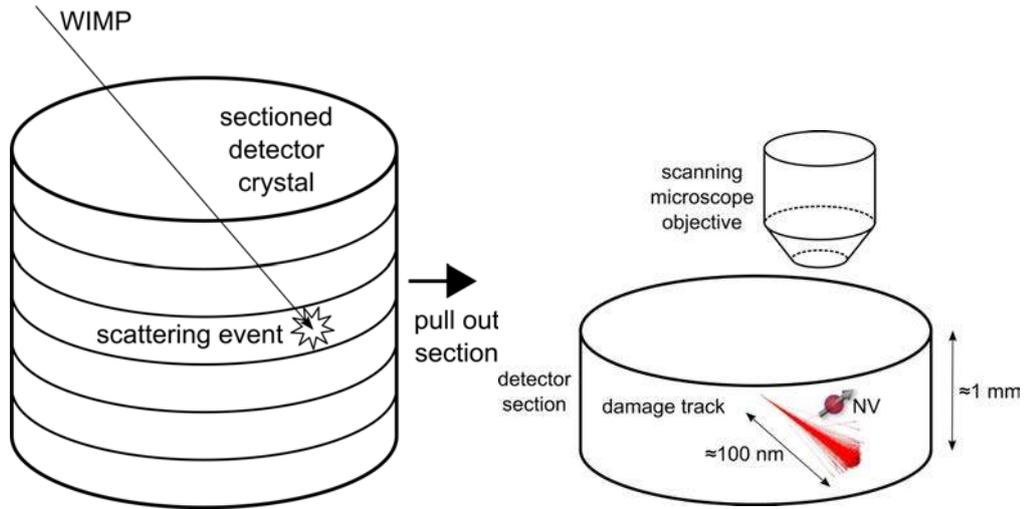 WIMP
sectioned
detector
crystal
scattering event
pull out
section
scanning
microscope
objective
detector
section
damage track
NV
≈100 nm
≈1 mm